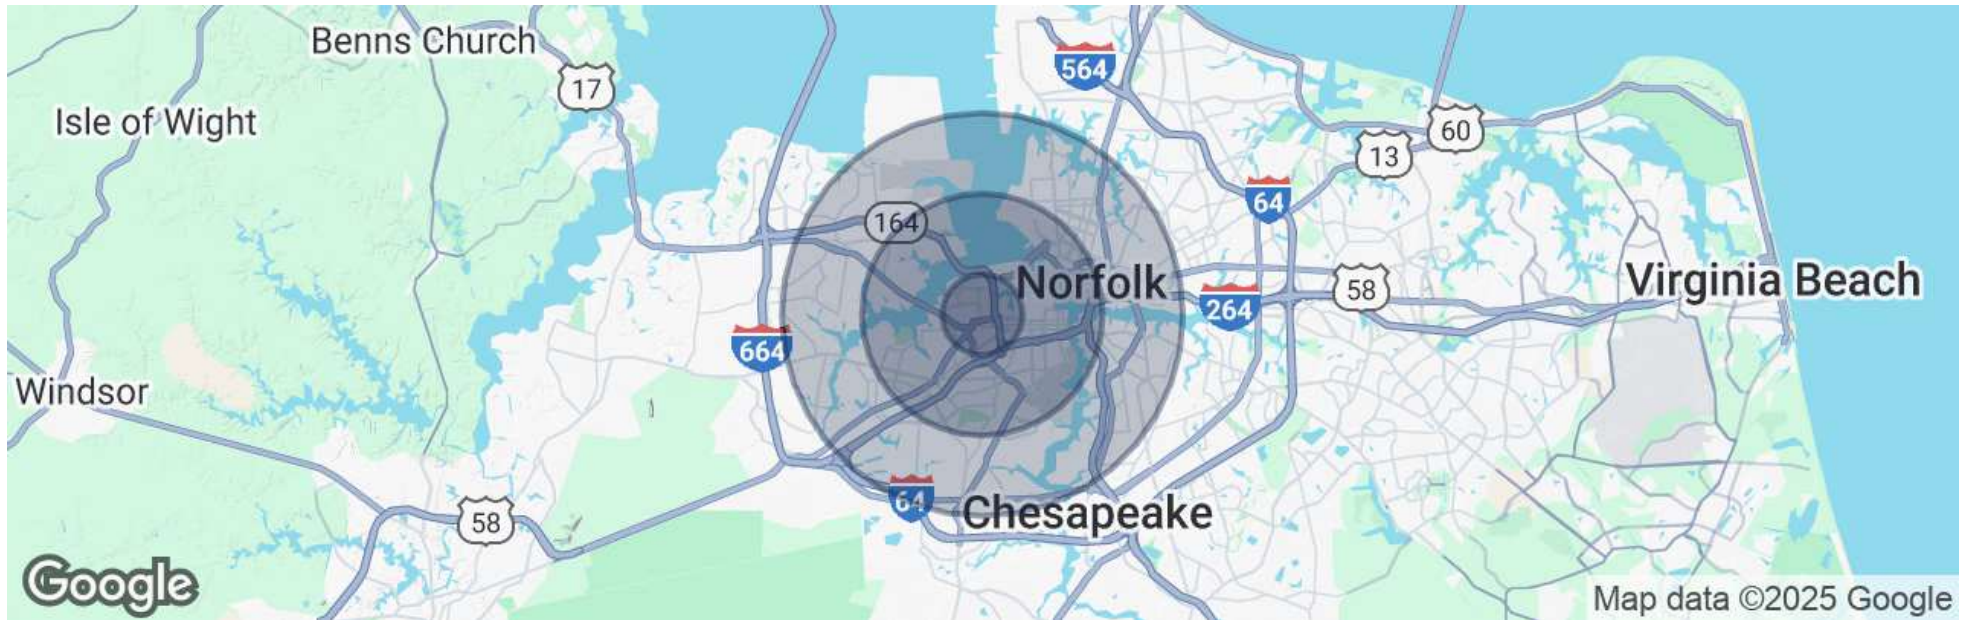 Benns Church
564
17
Isle of Wight
60
13
64
164
Norfolk
Virginia Beach
58
264
664
Windsor
64
Chesapeake
58
Google
Map data ©2025 Google